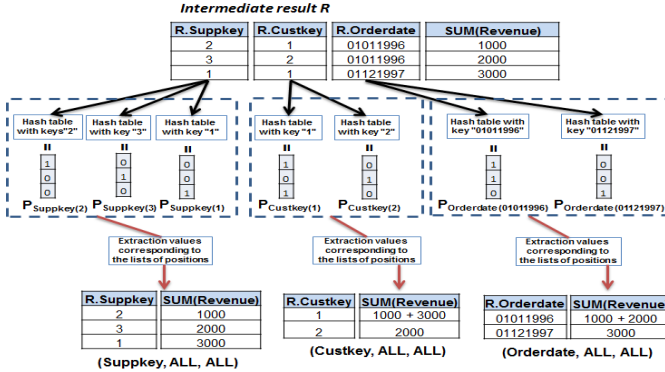 Intermediate result R
R.Suppkey R.Custkey R.Orderdate SUM(Revenue)
2 1 01011996 1000
3 2 01011996 2000
1 1 01121997 3000
Hash table with keys"2"
Hash table with key "3"
Hash table with key "1"
Hash table with key "1"
Hash table with key "2"
Hash table with key "01011996"
Hash table with key "01121997"
= = = = = = =
1 0 0 1 0 1 0
0 1 0 0 1 1 0
0 0 1 1 0 0 1
PSuppkey(2) PSuppkey(3) PSuppkey(1) PCustkey(1) PCustkey(2) POrderdate(01011996) POrderdate(01121997)
Extraction values
corresponding to
the lists of positions
Extraction values
corresponding to
the lists of positions
Extraction values
corresponding to
the lists of positions
R.Suppkey SUM(Revenue)
2 1000
3 2000
1 3000
(Suppkey, ALL, ALL)
R.Custkey SUM(Revenue)
1 1000 + 3000
2 2000
(Custkey, ALL, ALL)
R.Orderdate SUM(Revenue)
01011996 1000 + 2000
01121997 3000
(Orderdate, ALL, ALL)